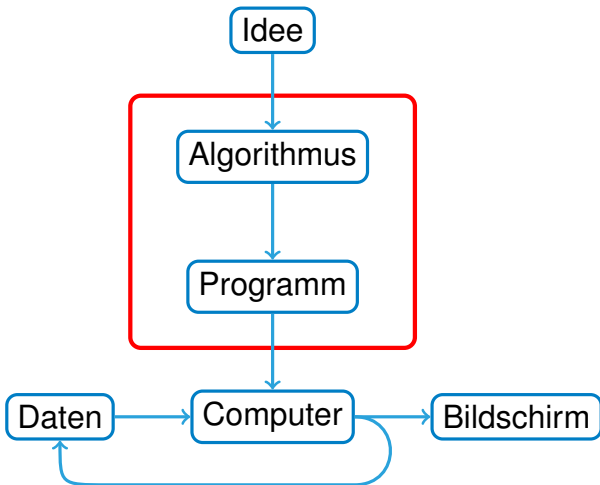 Idee
Algorithmus
Programm
Daten
Computer
Bildschirm